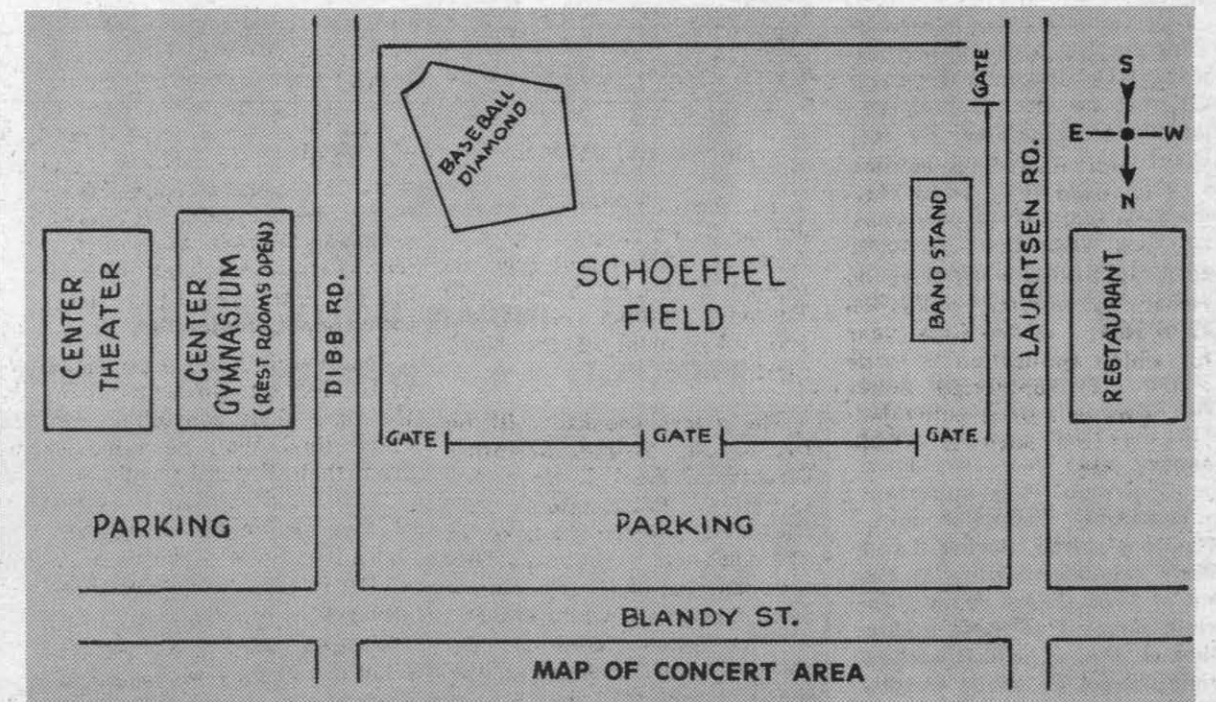 GATE
S
E
W
N
BASEBALL
DIAMOND
LAURITSEN RD.
BAND STAND
SCHOEFFEL
FIELD
CENTER
THEATER
CENTER
GYMNASIUM
(REST ROOMS OPEN)
DIBB RD.
RESTAURANT
GATE
GATE
GATE
PARKING
PARKING
BLANDY ST.
MAP OF CONCERT AREA